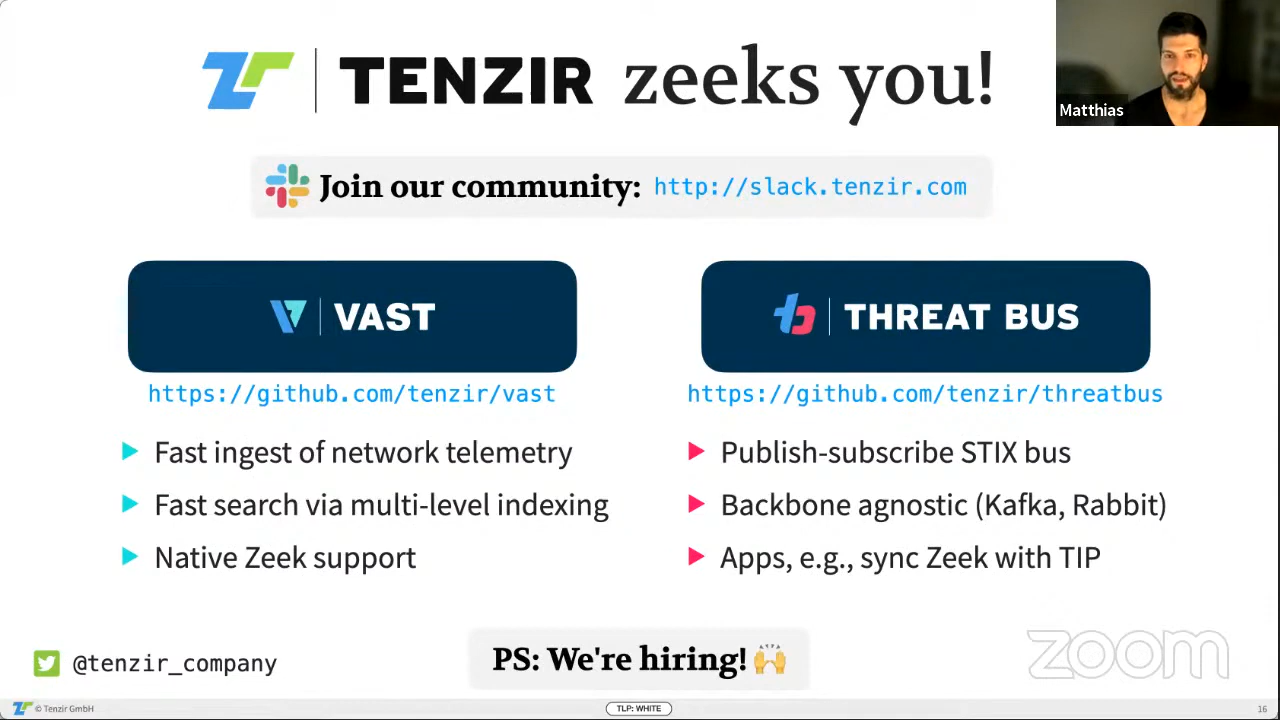 TENZIR zeeks you!
Matthias
Join our community: http://slack.tenzir.com
VAST
https://github.com/tenzir/vast
Fast ingest of network telemetry
Fast search via multi-level indexing
Native Zeek support
THREAT BUS
https://github.com/tenzir/threatbus
Publish-subscribe STIX bus
Backbone agnostic (Kafka, Rabbit)
Apps, e.g., sync Zeek with TIP
@tenzir_company
PS: We're hiring! 🙌
zoom
© Tenzir GmbH
TLP: WHITE
16